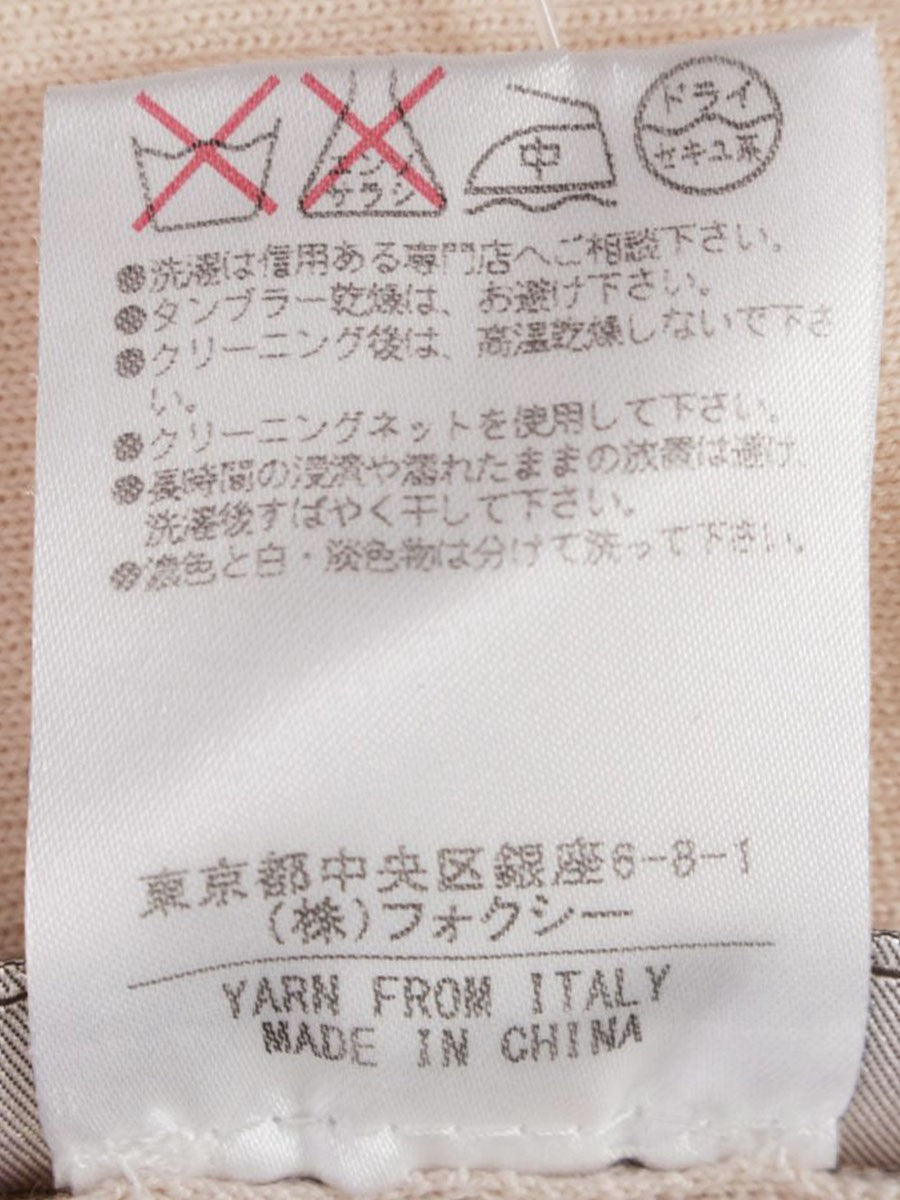 エンソ
サラシ
中
ドライ
セキユ系
●洗濯は信用ある専門店へご相談下さい。
●タンブラー乾燥は、お避け下さい。
●クリーニング後は、高温乾燥しないで下さ
い。
●クリーニングネットを使用して下さい。
●長時間の浸漬や濡れたままの放置は避け、
洗濯後すばやく干して下さい。
●濃色と白・淡色物は分けて洗って下さい。
東京都中央区銀座6-8-1
(株)フォクシー
YARN FROM ITALY
MADE IN CHINA